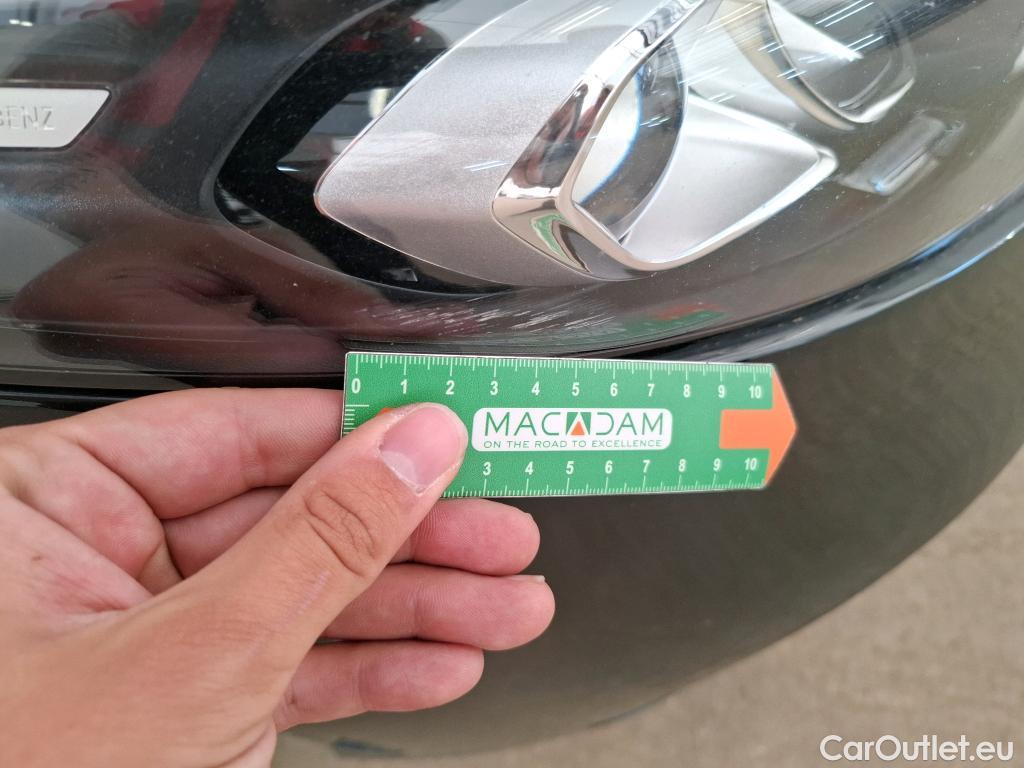 BENZ
0 1 2 3 4 5 6 7 8 9 10
MACADAM
ON THE ROAD TO EXCELLENCE
3 4 5 6 7 8 9 10
CarOutlet.eu